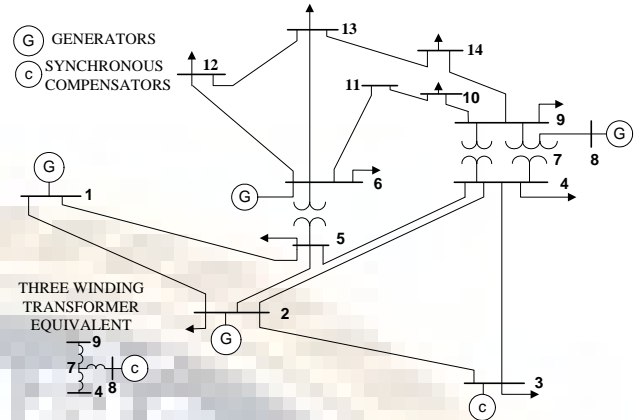 13
G GENERATORS
14
C SYNCHRONOUS
COMPENSATORS
12
11
10
9
G
8
7
G
1
G
6
4
5
THREE WINDING
TRANSFORMER
EQUIVALENT
2
G
9
7
C
8
4
3
C